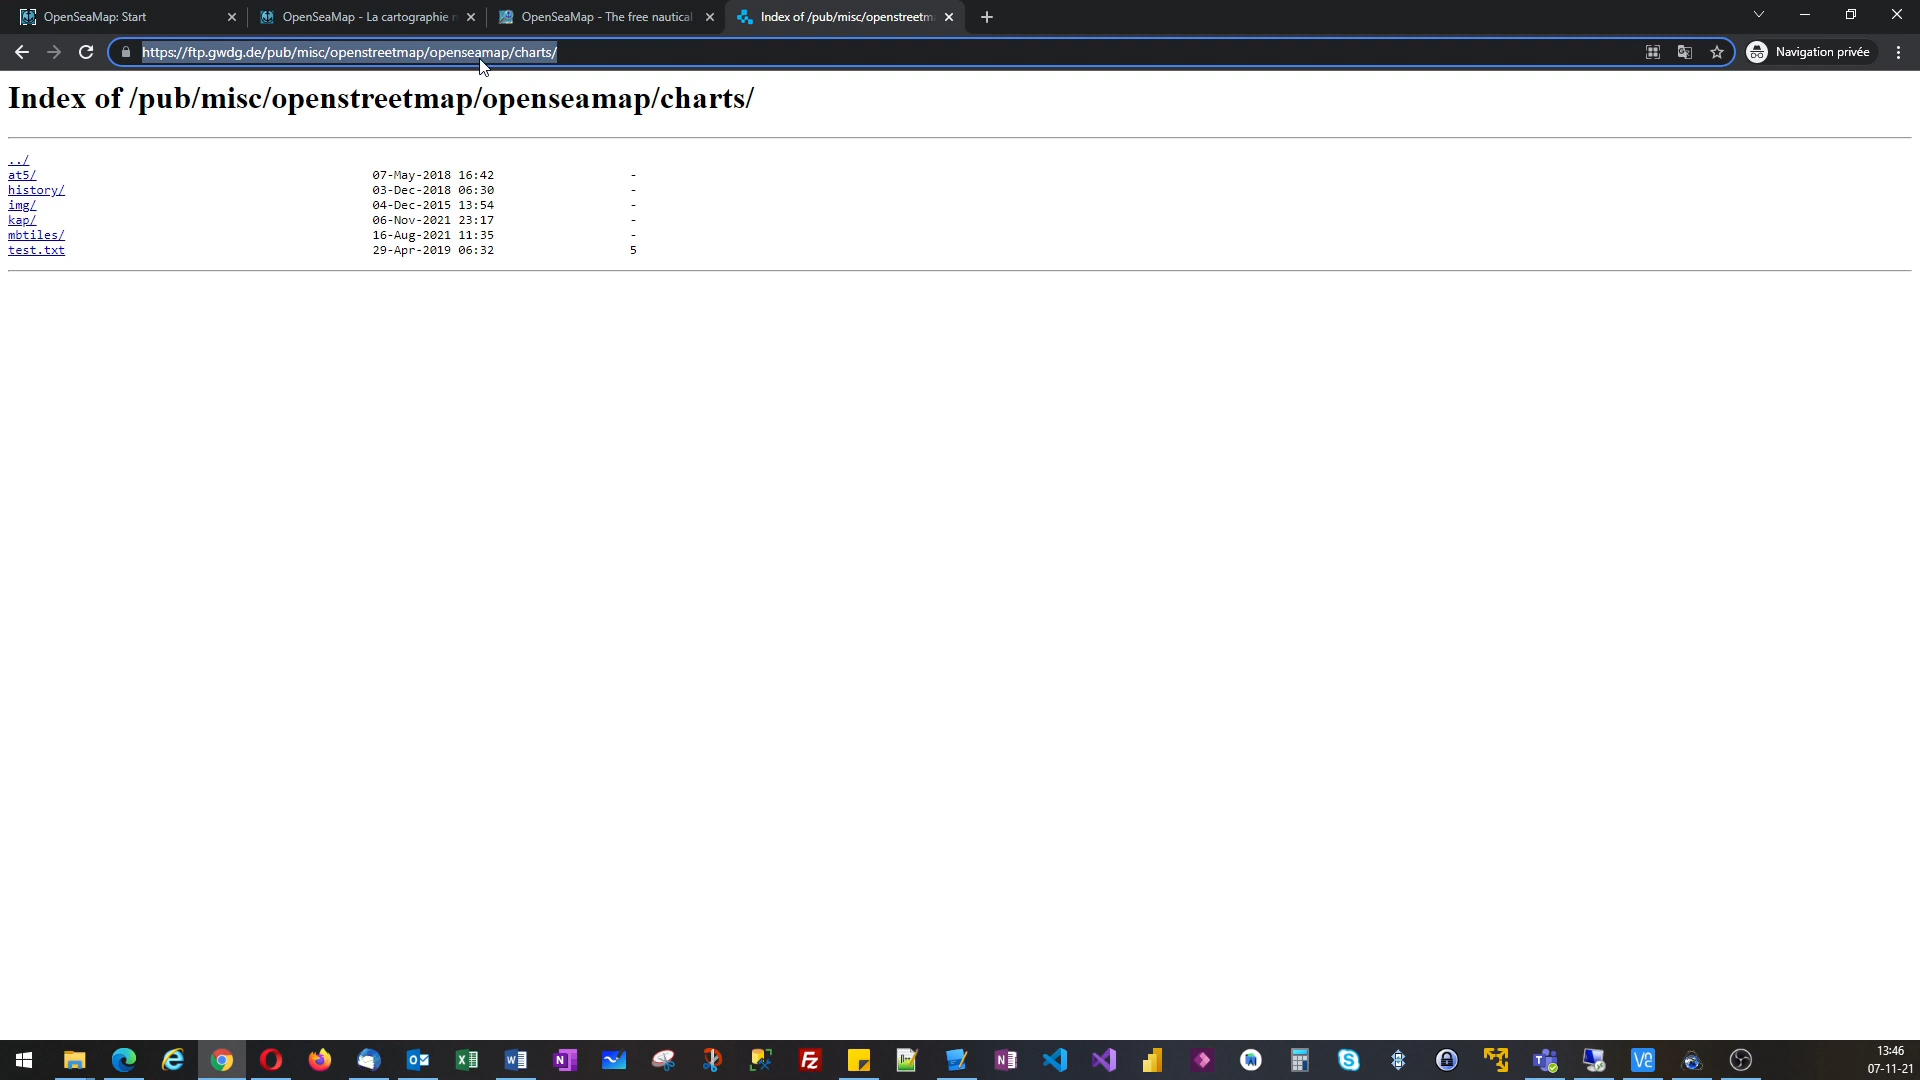 OpenSeaMap: Start
OpenSeaMap - La cartographie
OpenSeaMap - The free nautical
Index of /pub/misc/openstreetm
https://ftp.gwdg.de/pub/misc/openstreetmap/openseamap/charts/
Navigation privée
Index of /pub/misc/openstreetmap/openseamap/charts/
../
at5/ 07-May-2018 16:42 -
history/ 03-Dec-2018 06:30 -
img/ 04-Dec-2015 13:54 -
kap/ 06-Nov-2021 23:17 -
mbtiles/ 16-Aug-2021 11:35 -
test.txt 29-Apr-2019 06:32 5
13:46
07-11-21